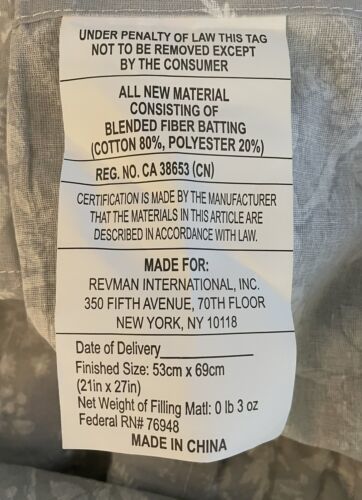 UNDER PENALTY OF LAW THIS TAG
NOT TO BE REMOVED EXCEPT
BY THE CONSUMER
ALL NEW MATERIAL
CONSISTING OF
BLENDED FIBER BATTING
(COTTON 80%, POLYESTER 20%)
REG. NO. CA 38653 (CN)
CERTIFICATION IS MADE BY THE MANUFACTURER
THAT THE MATERIALS IN THIS ARTICLE ARE
DESCRIBED IN ACCORDANCE WITH LAW.
MADE FOR:
REVMAN INTERNATIONAL, INC.
350 FIFTH AVENUE, 70TH FLOOR
NEW YORK, NY 10118
Date of Delivery______________
Finished Size: 53cm x 69cm
(21in x 27in)
Net Weight of Filling Matl: 0 lb 3 oz
Federal RN# 76948
MADE IN CHINA